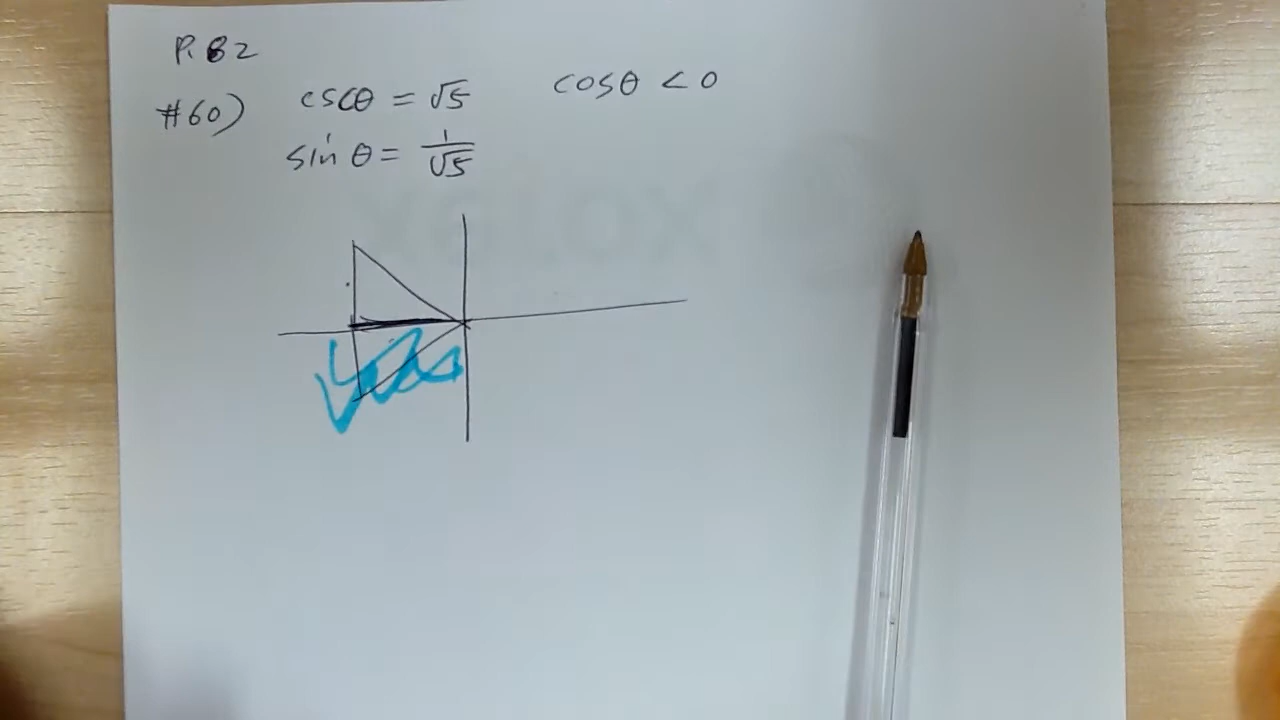 P. 82
#60) cscθ = √5 cosθ < 0
sin θ = 1/√5